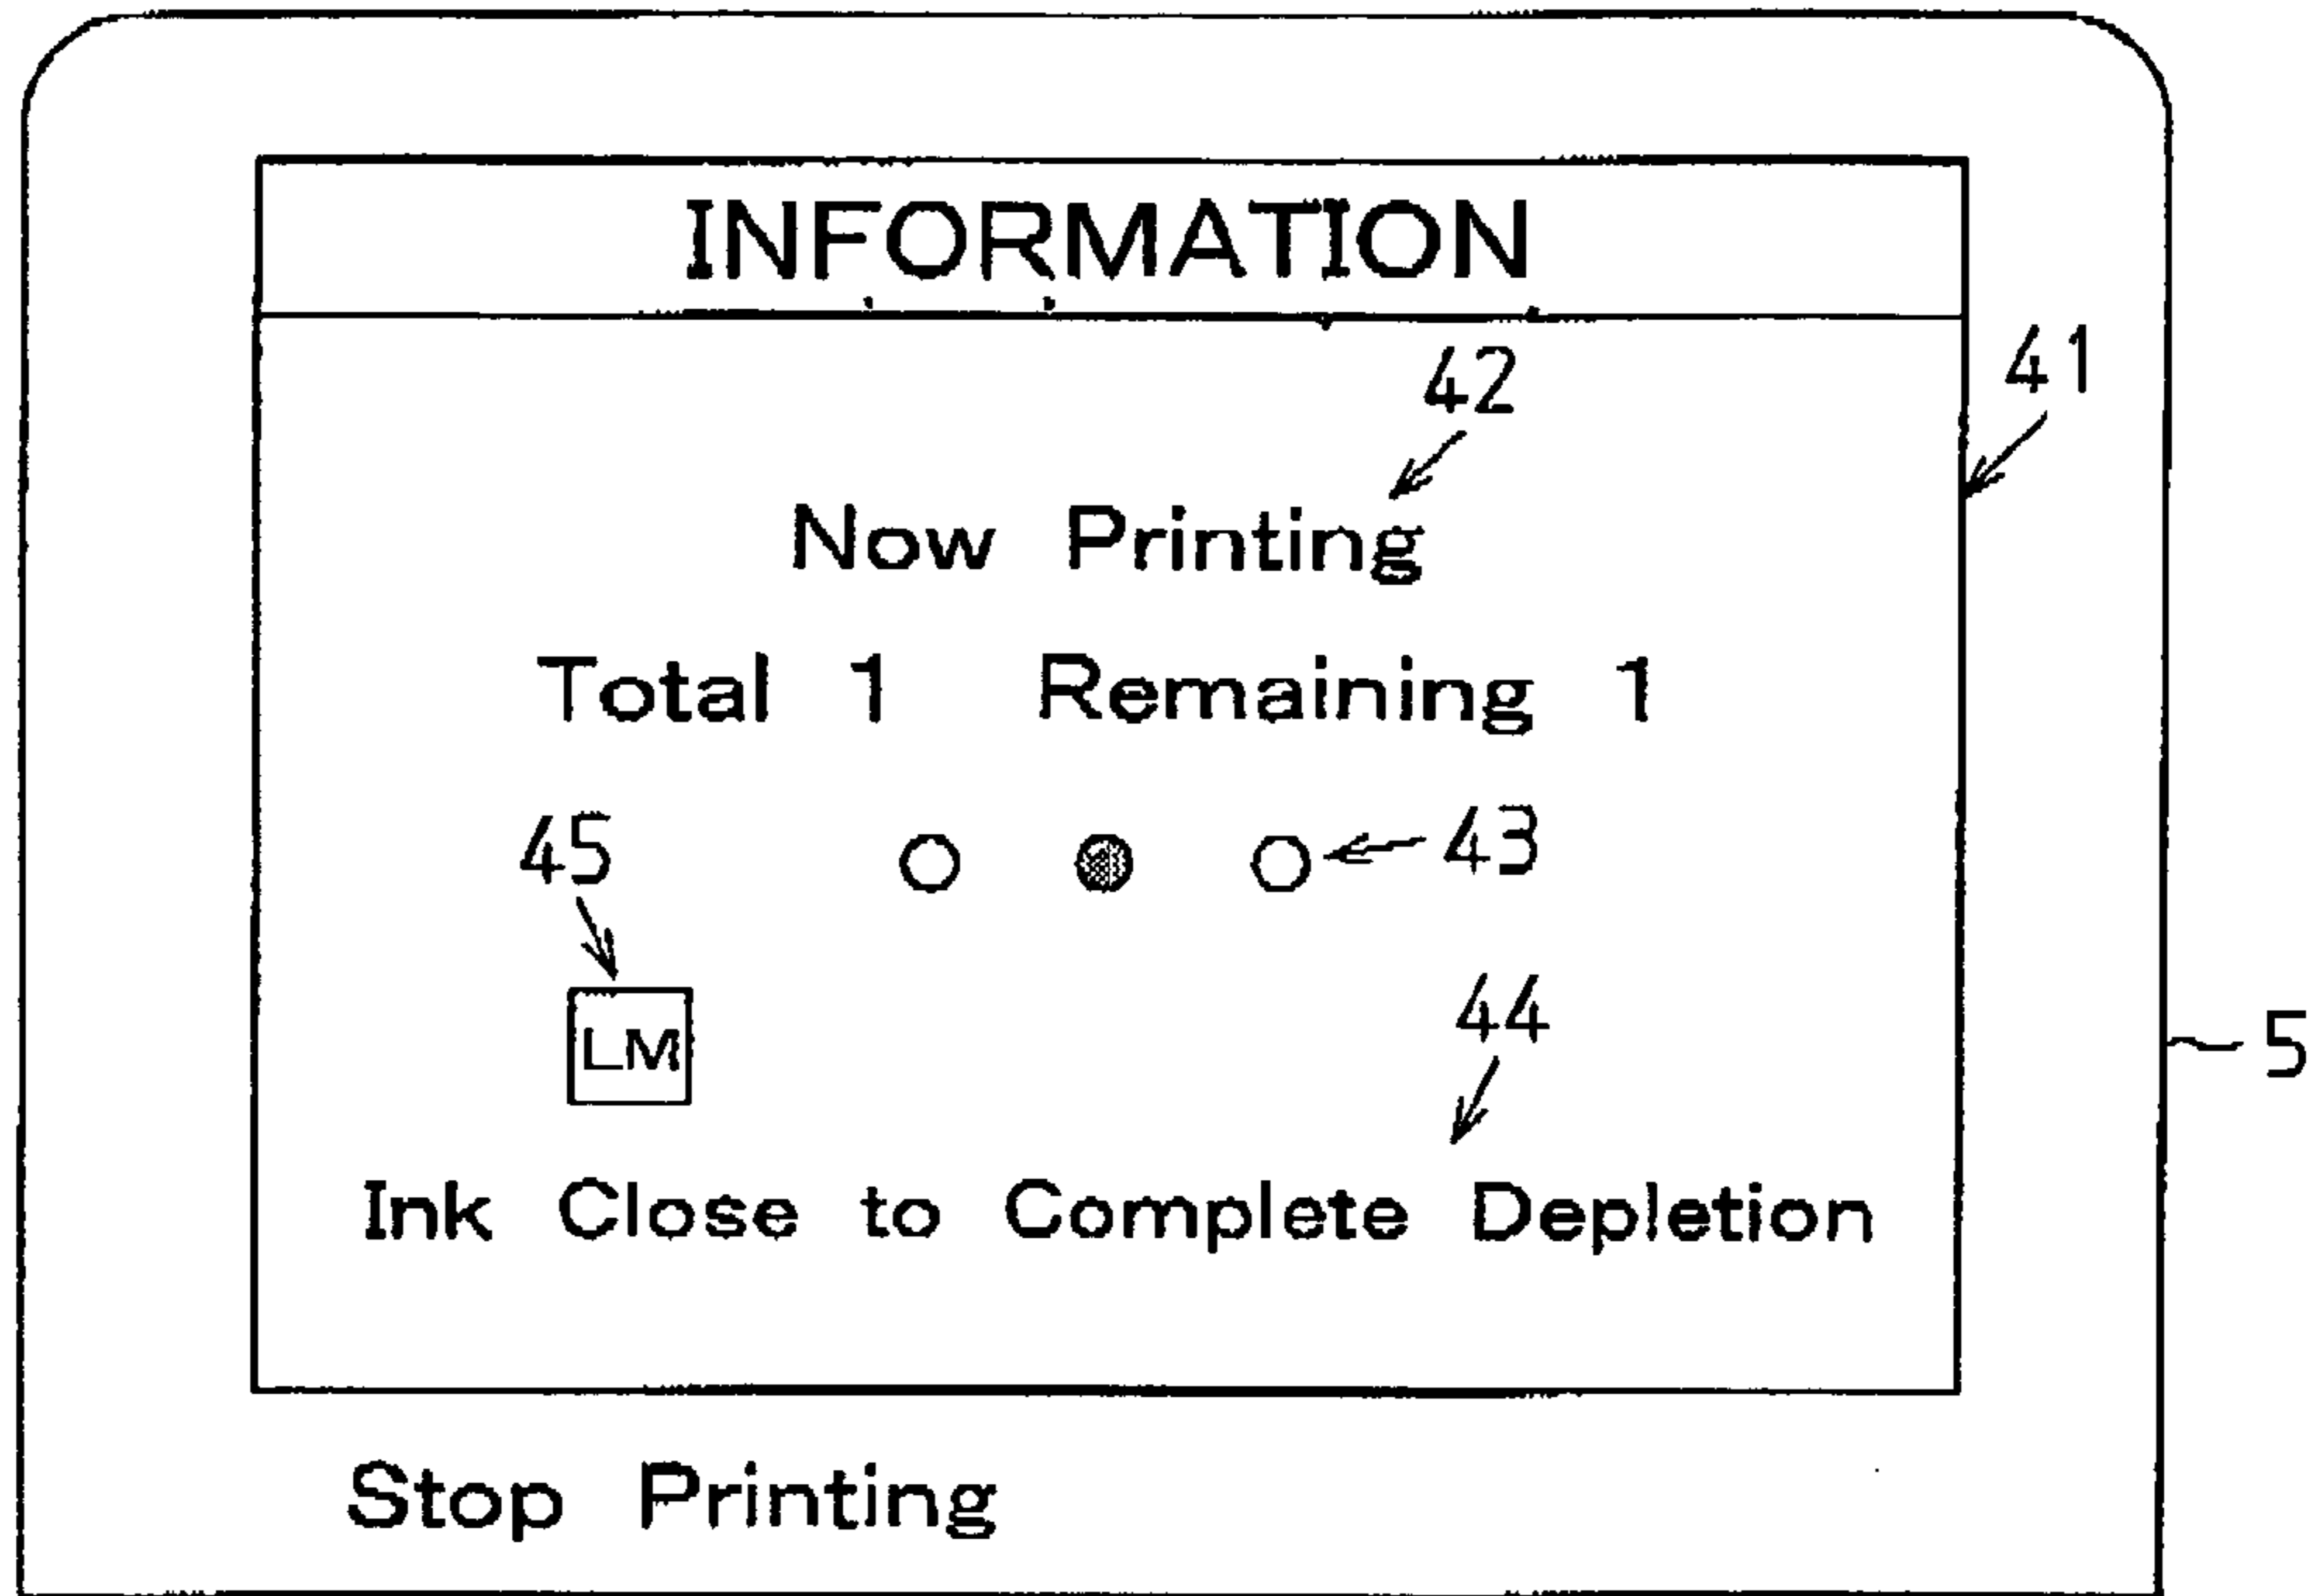 INFORMATION
42
41
Now Printing
Total 1 Remaining 1
45
43
LM
44
5
Ink Close to Complete Depletion
Stop Printing